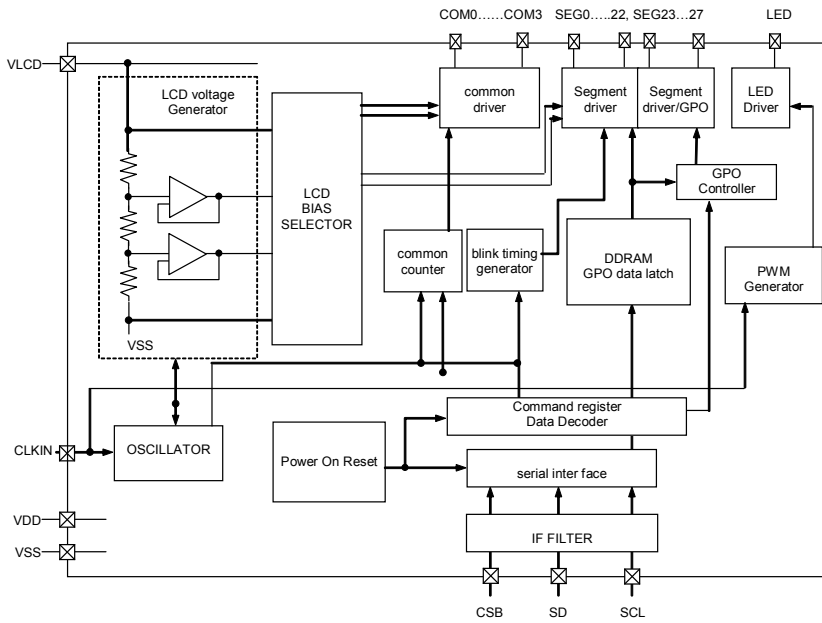 COM0……COM3
SEG0…..22, SEG23…27
LED
VLCD
LCD voltage
Generator
common
driver
Segment
driver
Segment
driver/GPO
LED
Driver
LCD
BIAS
SELECTOR
GPO
Controller
common
counter
blink timing
generator
DDRAM
GPO data latch
PWM
Generator
VSS
Command register
Data Decoder
CLKIN
OSCILLATOR
Power On Reset
serial inter face
VDD
VSS
IF FILTER
CSB
SD
SCL